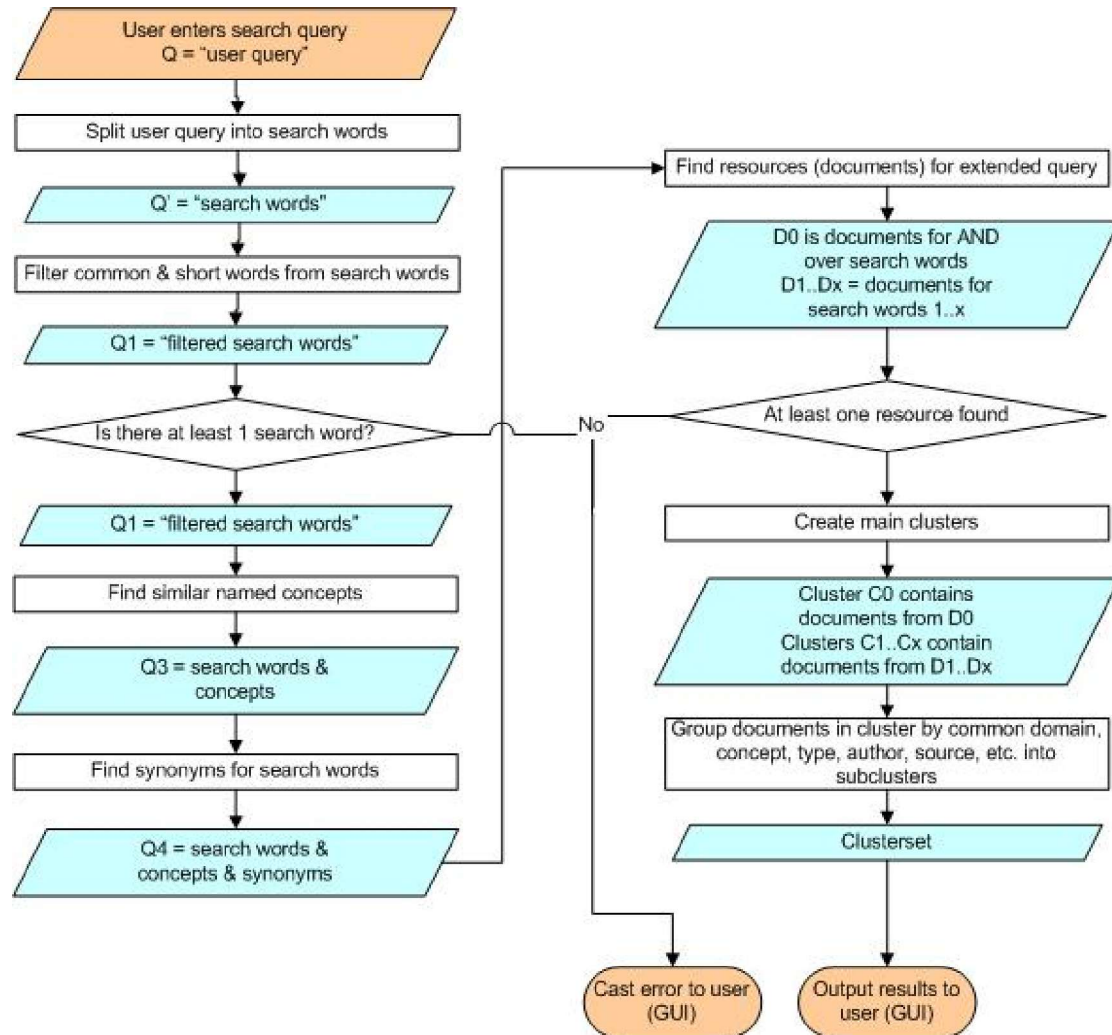 User enters search query
Q = “user query”
Split user query into search words
Q’ = “search words”
Filter common & short words from search words
Q1 = “filtered search words”
Is there at least 1 search word?
Q1 = “filtered search words”
Find similar named concepts
Q3 = search words &
concepts
Find synonyms for search words
Q4 = search words &
concepts & synonyms
No
Find resources (documents) for extended query
D0 is documents for AND
over search words
D1..Dx = documents for
search words 1..x
At least one resource found
Create main clusters
Cluster C0 contains
documents from D0
Clusters C1..Cx contain
documents from D1..Dx
Group documents in cluster by common domain,
concept, type, author, source, etc. into
subclusters
Clusterset
Cast error to user
(GUI)
Output results to
user (GUI)